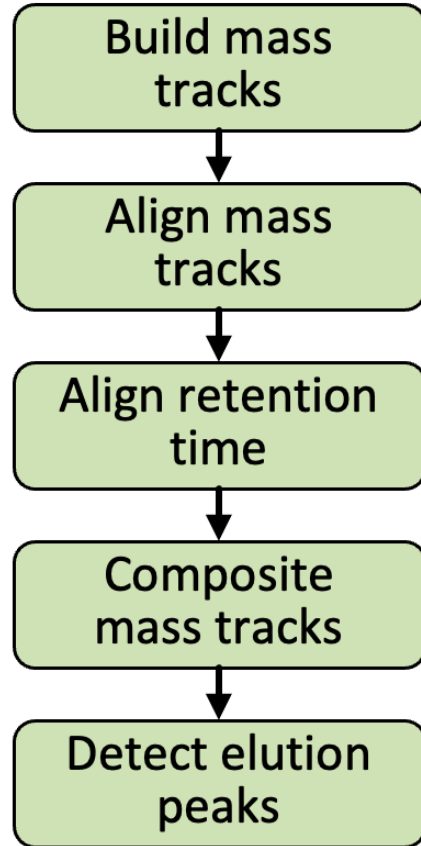 Build mass
tracks
Align mass
tracks
Align retention
time
Composite
mass tracks
Detect elution
peaks